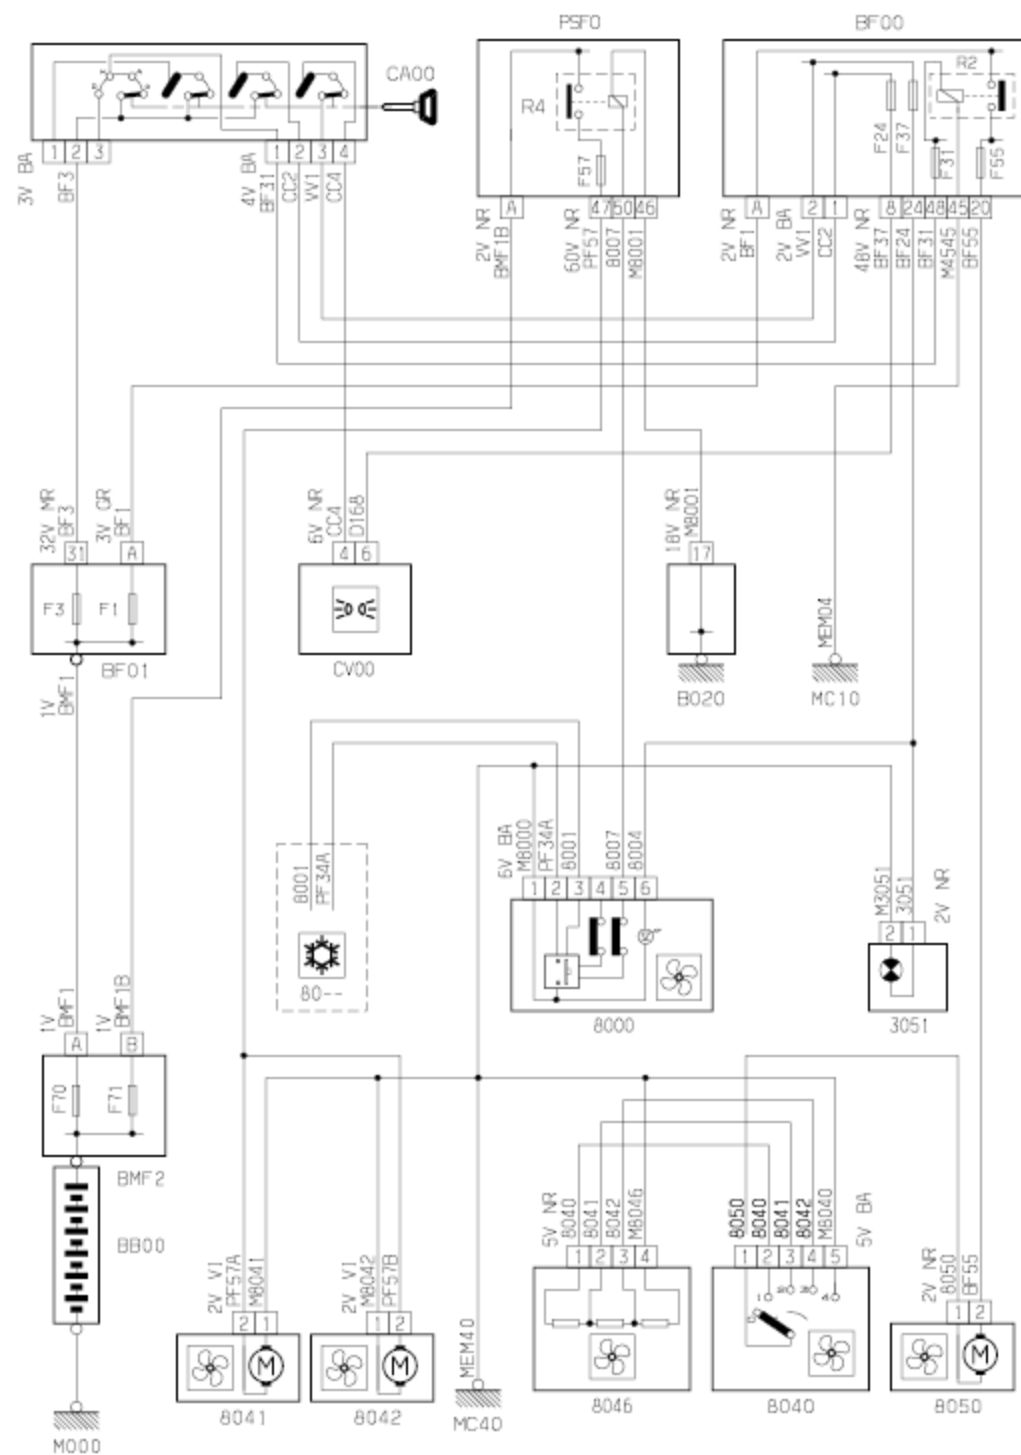 PSF0
BF00
CA00
R4
R2
F24
F37
F31
F55
F57
1 2 3
1 2 3 4
A
47 50 46
A
2 1
8 24 48 45 20
3V BA
BF3
4V BA
BF31
CC2
VV1
CC4
2V NR
BMF1B
60V NR
PF57
8007
M8001
2V NR
BF1
2V BA
VV1
CC2
48V NR
BF37
BF24
BF31
M4545
BF55
32V MR
BF3
3V GR
BF1
31
A
F3
F1
BF01
1V
BMF1
6V NR
CC4
D168
4 6
CV00
18V NR
M8001
17
B020
MEM04
MC10
8001
PF34A
80--
6V BA
M8000
PF34A
8001
8007
8004
1 2 3 4 5 6
8000
M3051
3051
2V NR
2 1
3051
1V
BMF1
1V
BMF1B
A
B
F70
F71
BMF2
BB00
M000
2V VI
PF57A
M8041
2 1
M
8041
2V VI
M8042
PF57B
1 2
M
8042
MEM40
MC40
5V NR
8040
8041
8042
M8046
1 2 3 4
8046
8050
8040
8041
8042
M8040
5V BA
1 2 3 4 5
8040
2V NR
8050
BF55
1 2
M
8050